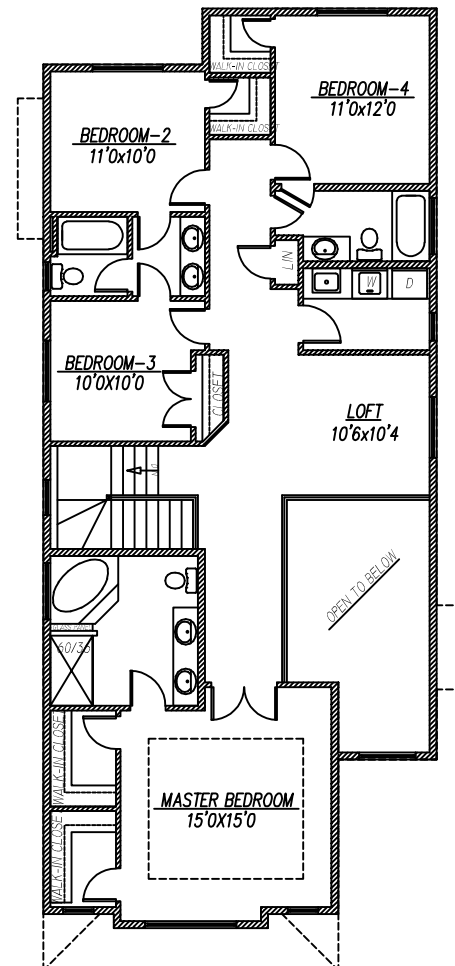 WALK-IN CLOSET
BEDROOM-4
11'0x12'0
WALK-IN CLOSET
BEDROOM-2
11'0x10'0
LIN
W
D
BEDROOM-3
10'0X10'0
CLOSET
LOFT
10'6x10'4
OPEN TO BELOW
60/36
WALK-IN CLOSE
MASTER BEDROOM
15'0X15'0
WALK-IN CLOSE